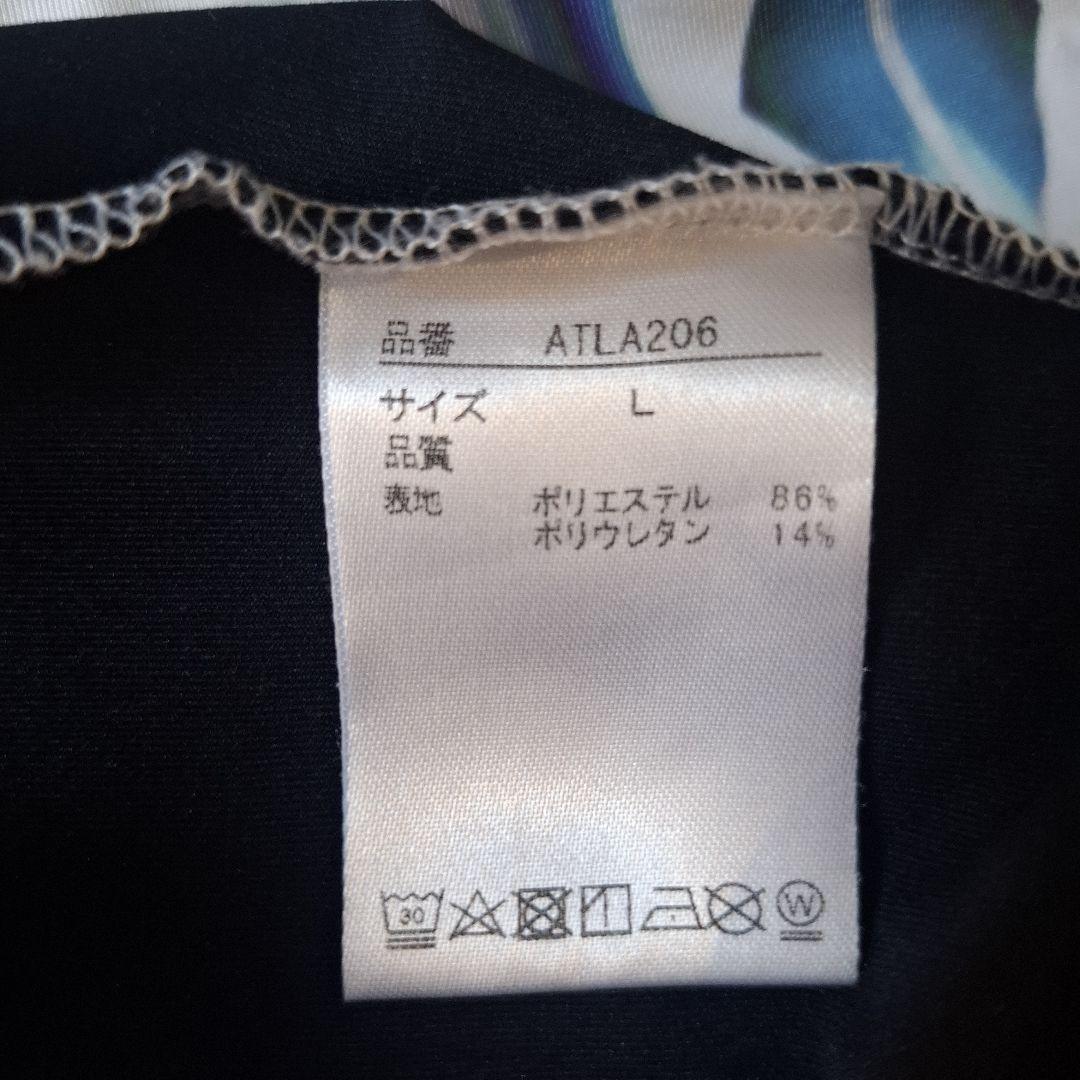 品番 ATLA206
サイズ L
品質
表地 ポリエステル 86%
ポリウレタン 14%
30 W